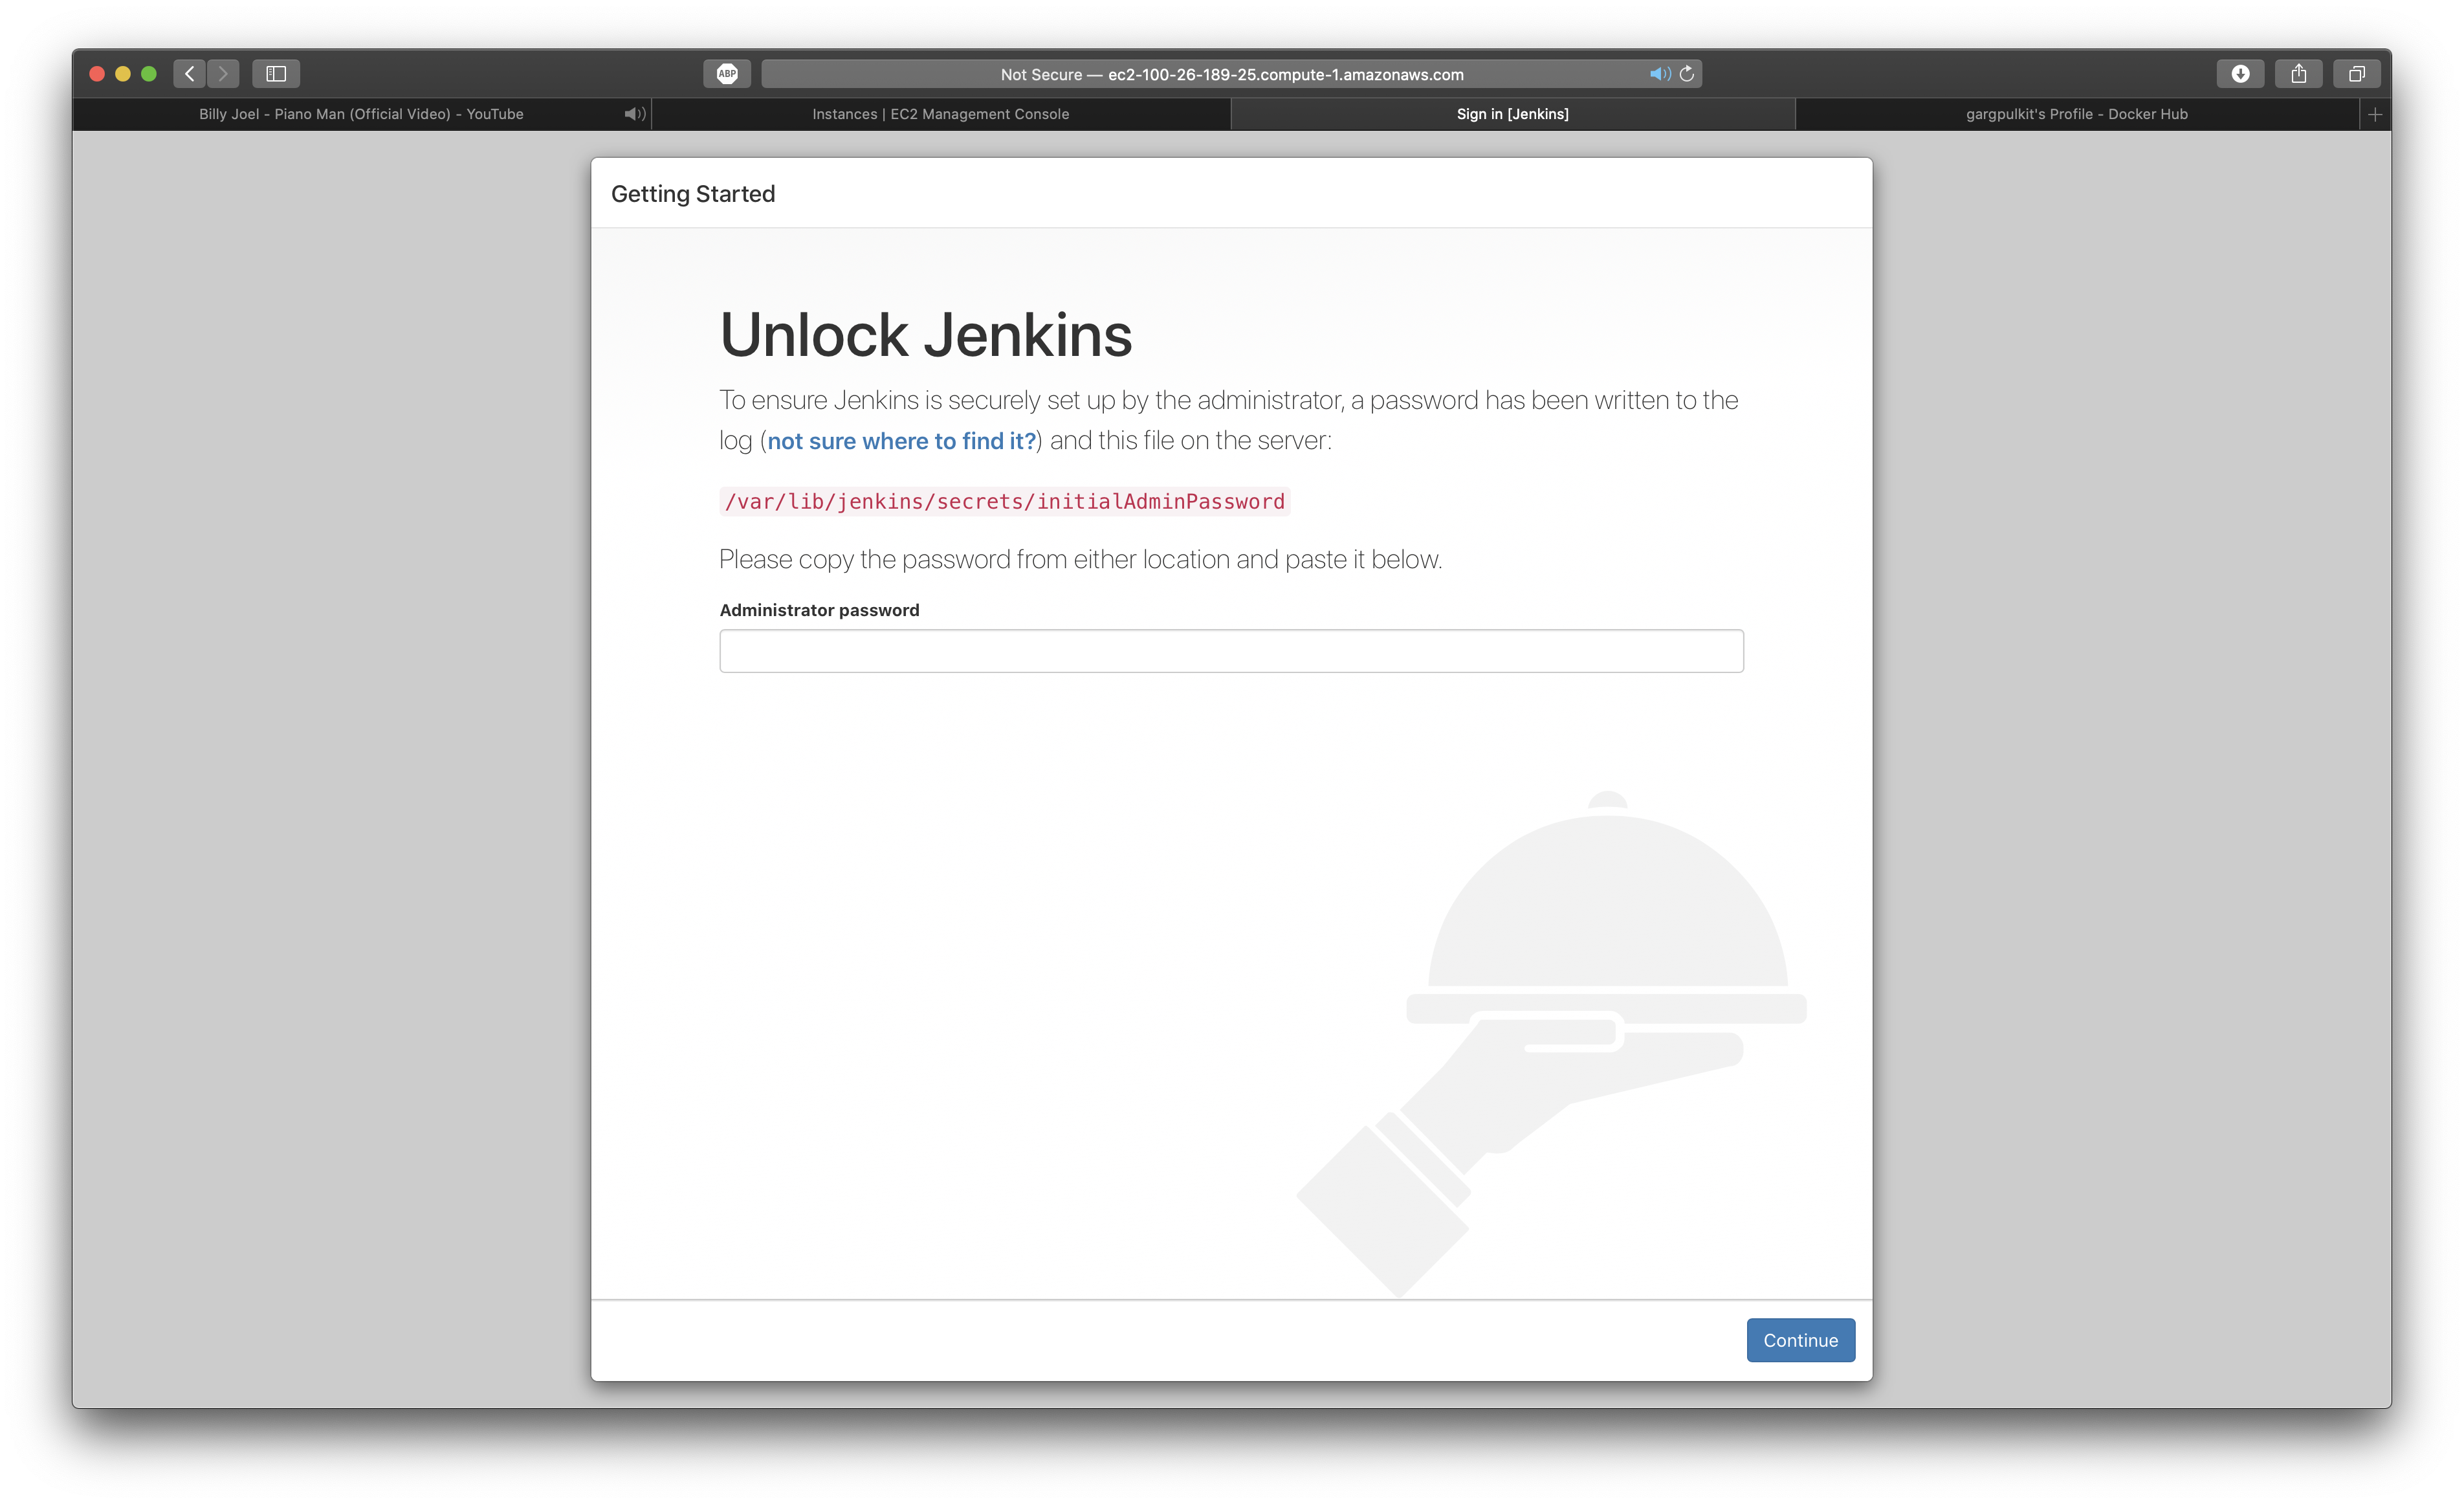 ABP
Not Secure — ec2-100-26-189-25.compute-1.amazonaws.com
Billy Joel - Piano Man (Official Video) - YouTube
Instances | EC2 Management Console
Sign in [Jenkins]
gargpulkit's Profile - Docker Hub
Getting Started
Unlock Jenkins
To ensure Jenkins is securely set up by the administrator, a password has been written to the
log (not sure where to find it?) and this file on the server:
/var/lib/jenkins/secrets/initialAdminPassword
Please copy the password from either location and paste it below.
Administrator password
Continue